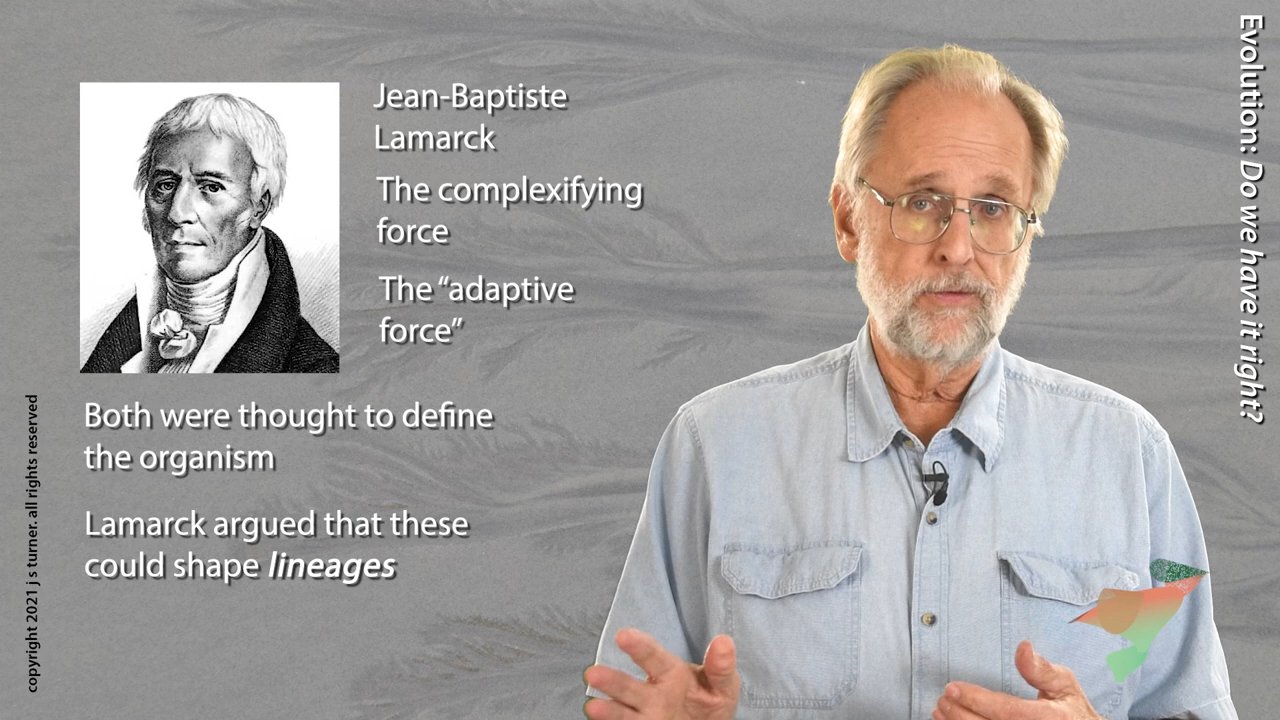 Jean-Baptiste
Lamarck
The complexifying
force
The “adaptive
force”
Both were thought to define
the organism
Lamarck argued that these
could shape lineages
copyright 2021 j s turner. all rights reserved
Evolution: Do we have it right?